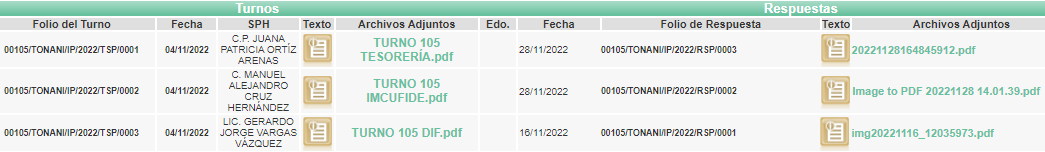 Turnos Respuestas
Folio del Turno Fecha SPH Texto Archivos Adjuntos Edo. Fecha Folio de Respuesta Texto Archivos Adjuntos
00105/TONANI/IP/2022/TSP/0001 04/11/2022 C.P. JUANA PATRICIA ORTÍZ ARENAS TURNO 105 TESORERÍA.pdf 28/11/2022 00105/TONANI/IP/2022/RSP/0003 20221128164845912.pdf
00105/TONANI/IP/2022/TSP/0002 04/11/2022 C. MANUEL ALEJANDRO CRUZ HERNÁNDEZ TURNO 105 IMCUFIDE.pdf 28/11/2022 00105/TONANI/IP/2022/RSP/0002 Image to PDF 20221128 14.01.39.pdf
00105/TONANI/IP/2022/TSP/0003 04/11/2022 LIC. GERARDO JORGE VARGAS VÁZQUEZ TURNO 105 DIF.pdf 16/11/2022 00105/TONANI/IP/2022/RSP/0001 img20221116_12035973.pdf